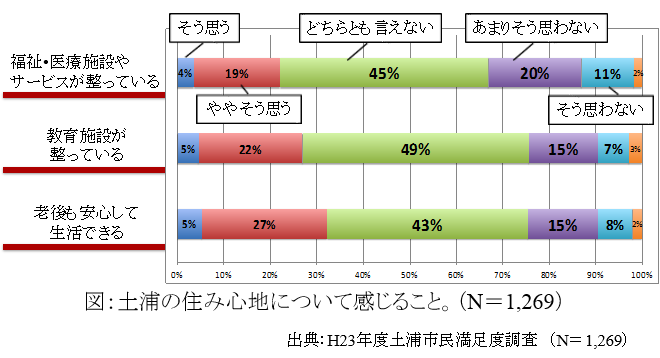 そう思う
どちらとも言えない
あまりそう思わない
福祉・医療施設や
サービスが整っている
4%
19%
45%
20%
11%
2%
ややそう思う
そう思わない
教育施設が
整っている
5%
22%
49%
15%
7%
3%
老後も安心して
生活できる
5%
27%
43%
15%
8%
2%
0% 10% 20% 30% 40% 50% 60% 70% 80% 90% 100%
図：土浦の住み心地について感じること。（N＝1,269）
出典：H23年度土浦市民満足度調査 （N＝1,269）